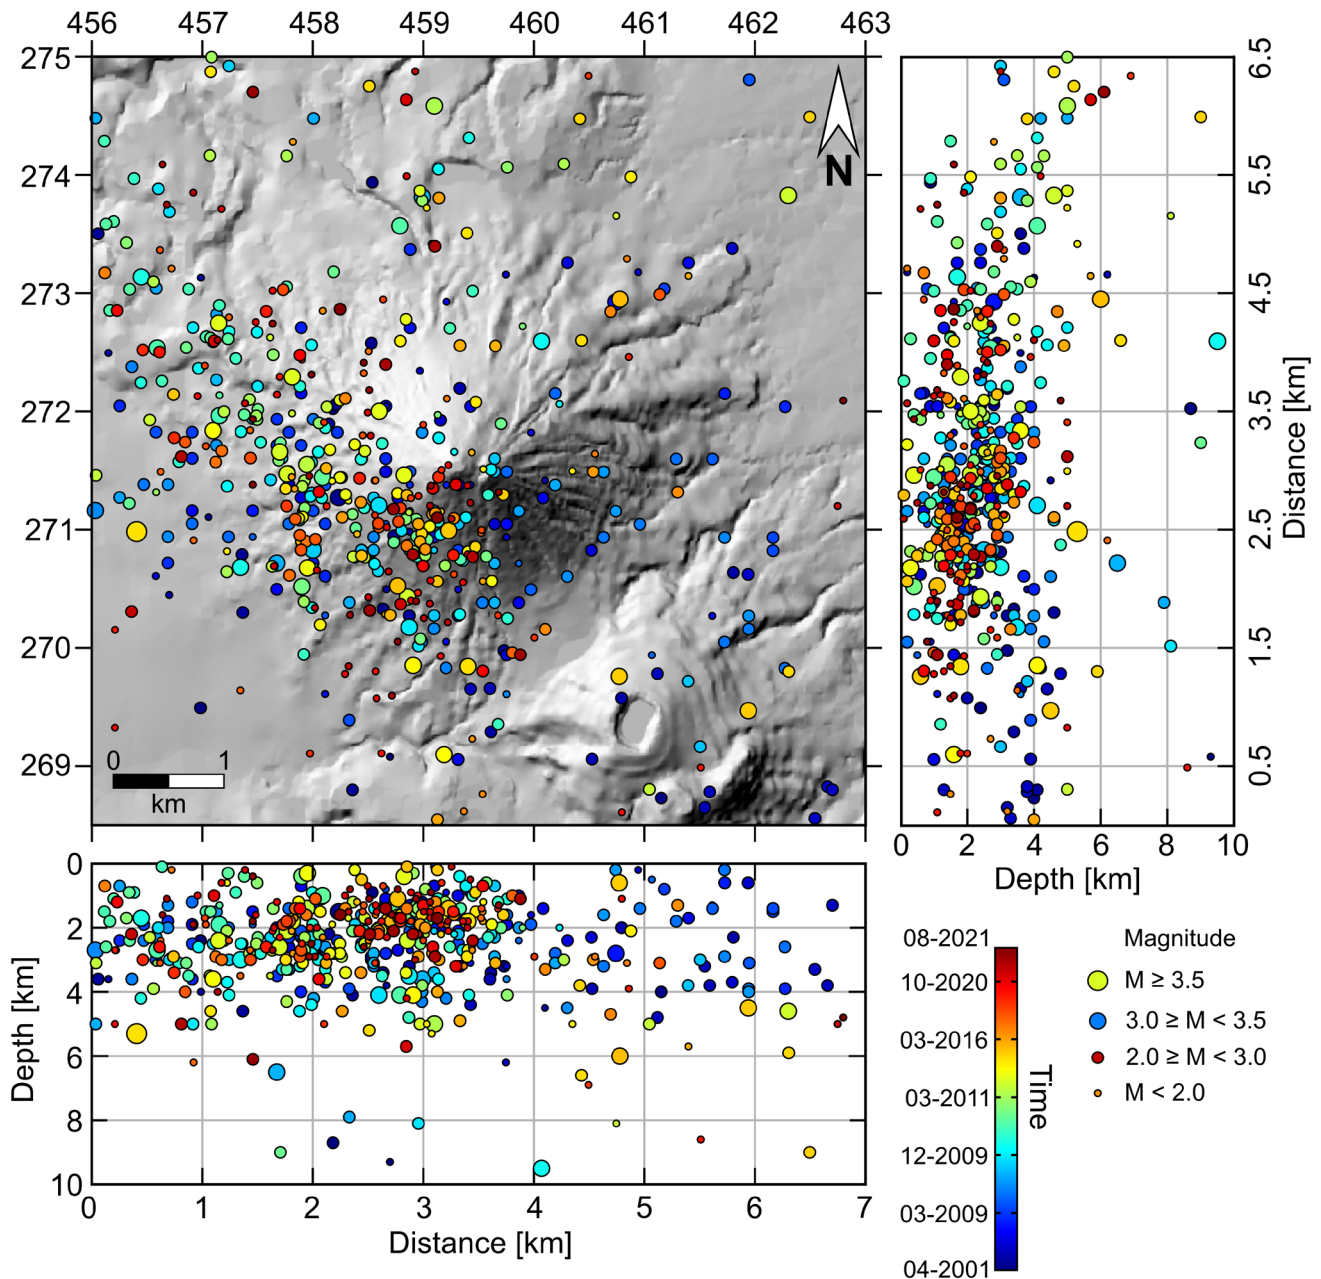 456 457 458 459 460 461 462 463
275
274
273
272
271
270
269
N
0 1
km
6.5
5.5
4.5
3.5
2.5
1.5
0.5
Distance [km]
0 2 4 6 8 10
Depth [km]
0
2
4
6
8
10
Depth [km]
0 1 2 3 4 5 6 7
Distance [km]
08-2021
10-2020
03-2016
03-2011
12-2009
03-2009
04-2001
Time
Magnitude
M ≥ 3.5
3.0 ≥ M < 3.5
2.0 ≥ M < 3.0
M < 2.0